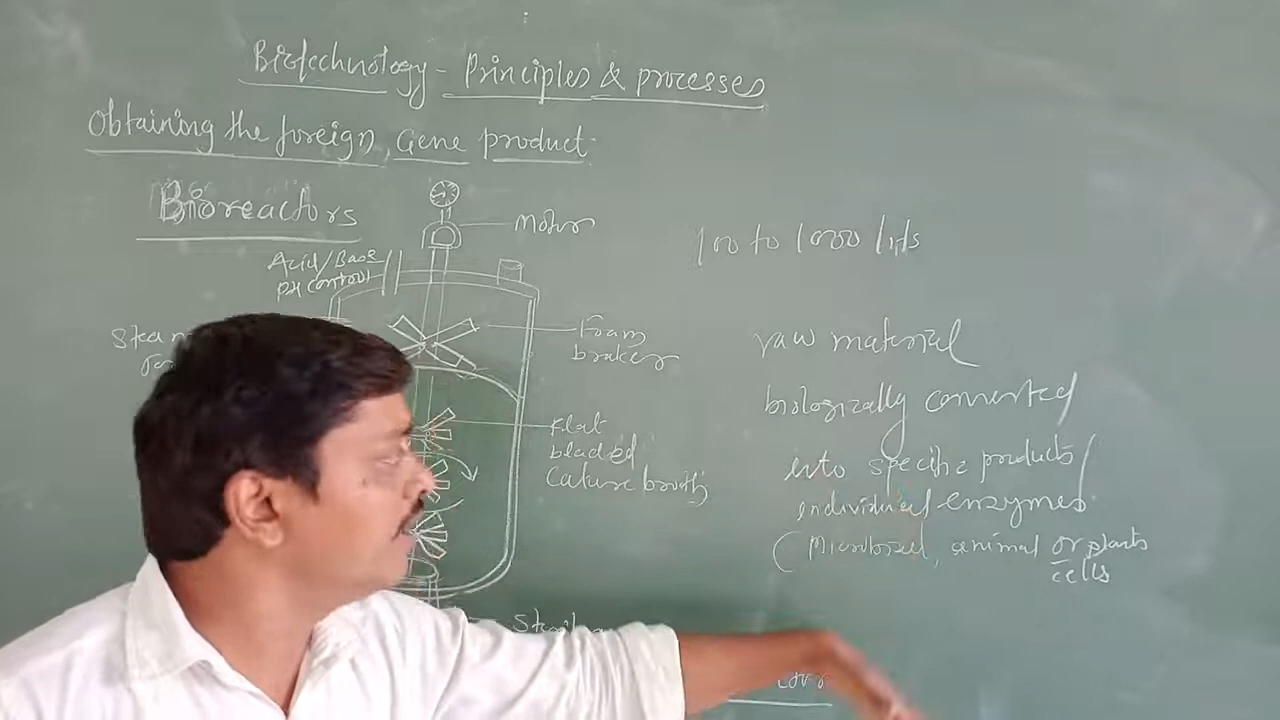 Biotechnology - Principles & processes
Obtaining the foreign Gene product
Bioreactors
Motor
Acid/Base
PH control
Foam
braker
Flat
bladed
Culture broth
100 to 1000 lits
raw material
biologically converted
into specific products/
individual enzymes
(Microbial, animal or plants
cells